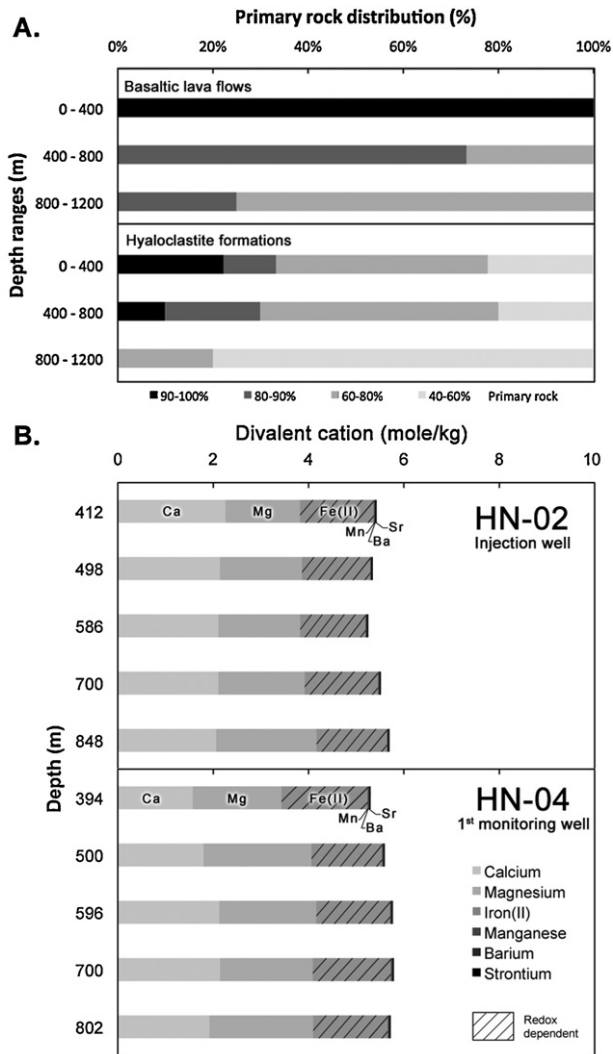 A.
Primary rock distribution (%)
0% 20% 40% 60% 80% 100%
Depth ranges (m)
Basaltic lava flows
0 - 400
400 - 800
800 - 1200
Hyaloclastite formations
0 - 400
400 - 800
800 - 1200
90-100% 80-90% 60-80% 40-60% Primary rock
B.
Divalent cation (mole/kg)
0 2 4 6 8 10
Depth (m)
412 Ca Mg Fe(II)
Mn Sr
Ba
HN-02
Injection well
498
586
700
848
394 Ca Mg Fe(II)
Mn Sr
Ba
HN-04
1st monitoring well
500
596
700
802
Calcium
Magnesium
Iron(II)
Manganese
Barium
Strontium
Redox
dependent